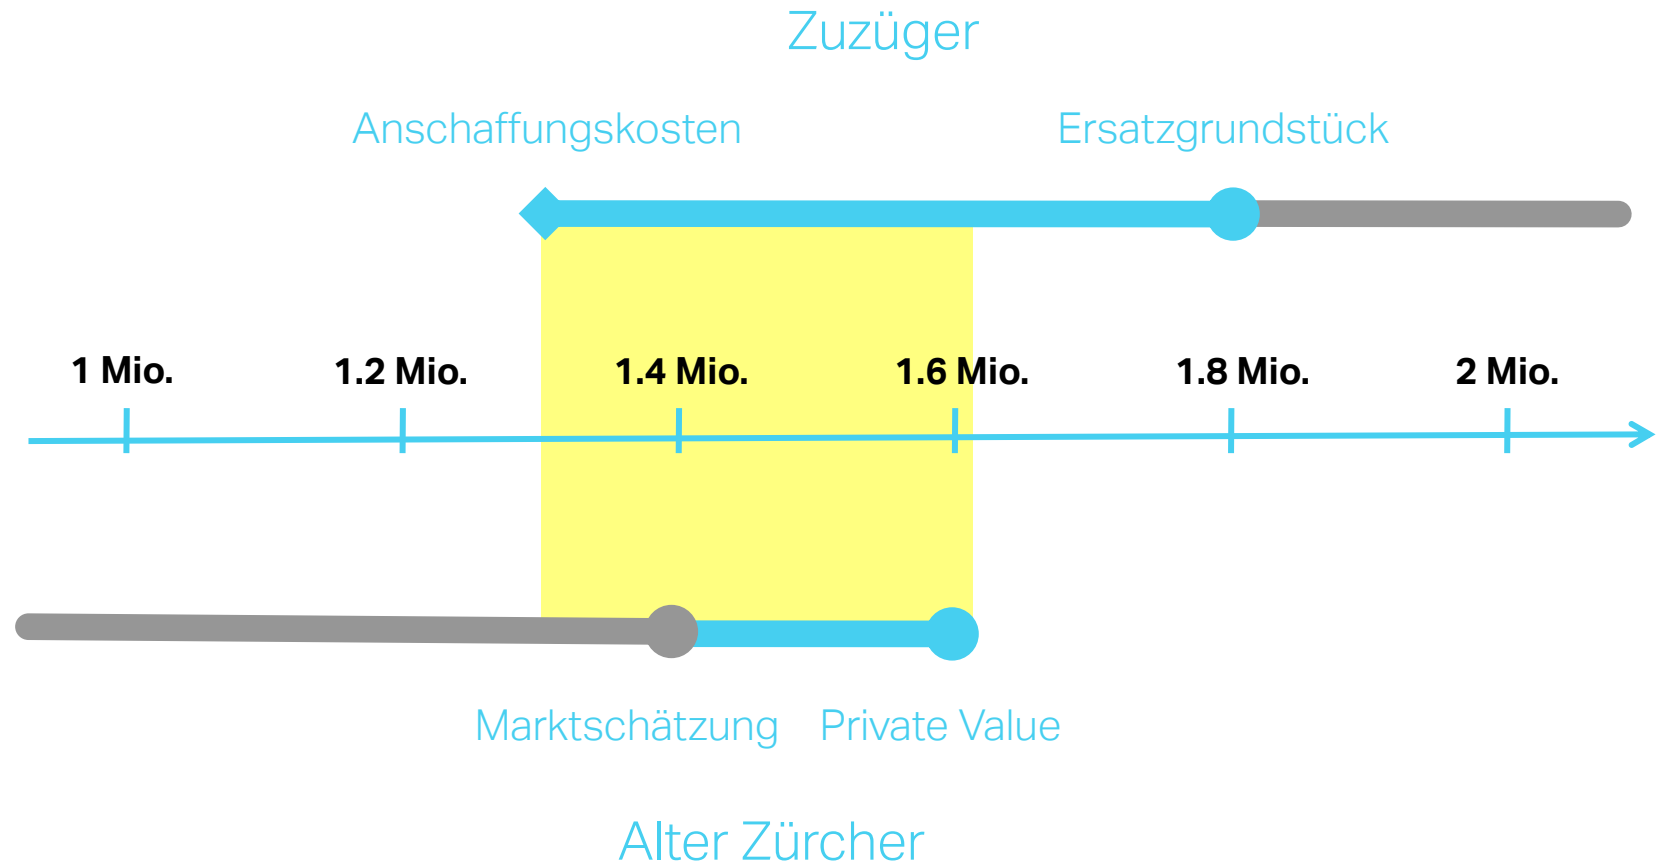 Zuzüger
Anschaffungskosten Ersatzgrundstück
1 Mio. 1.2 Mio. 1.4 Mio. 1.6 Mio. 1.8 Mio. 2 Mio.
Marktschätzung Private Value
Alter Zürcher